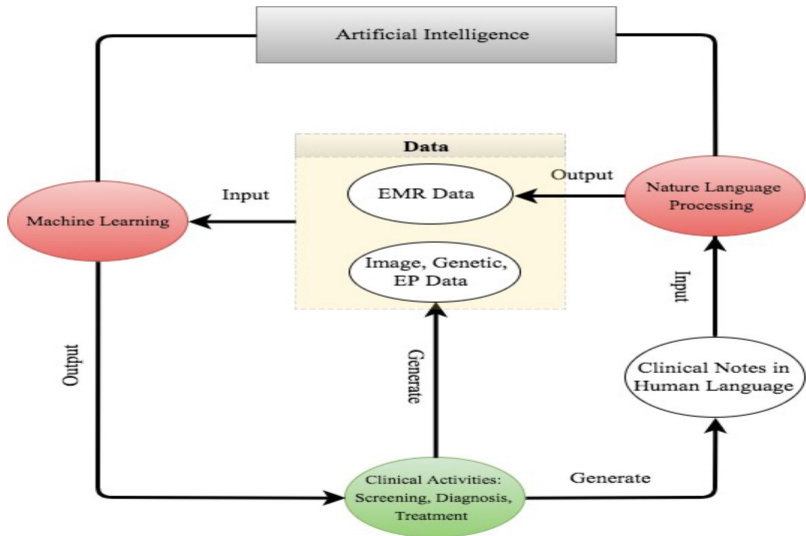 Artificial Intelligence
Data
Output
EMR Data
Nature Language
Processing
Input
Machine Learning
Image, Genetic,
EP Data
Input
Output
Generate
Clinical Notes in
Human Language
Clinical Activities:
Screening, Diagnosis,
Treatment
Generate